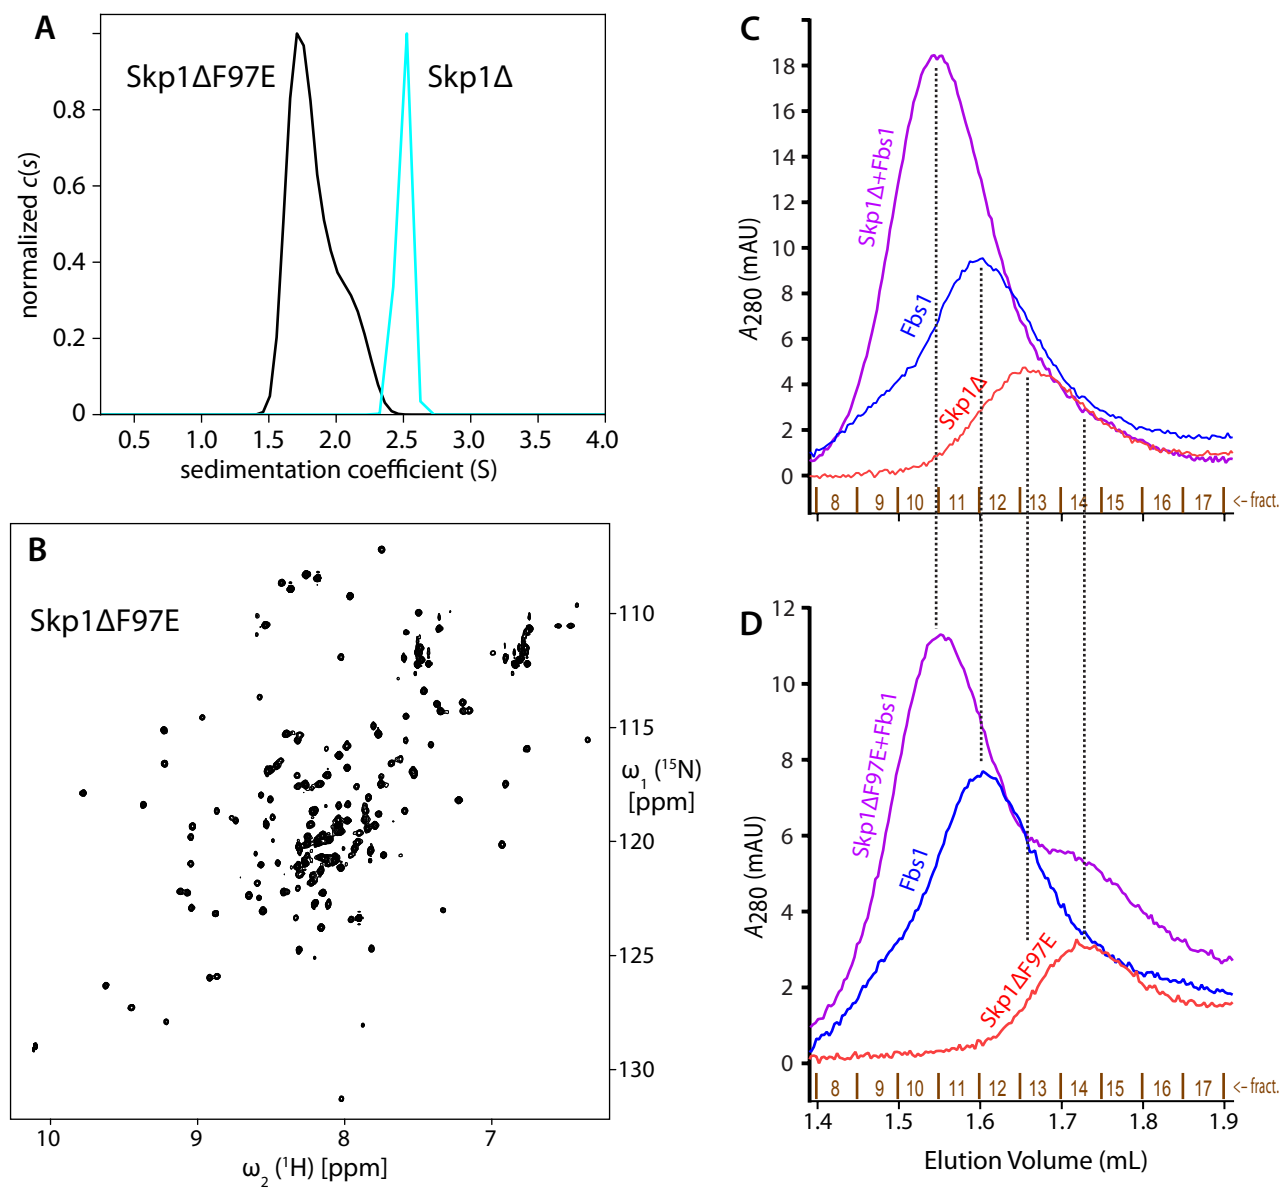 A
Skp1ΔF97E
Skp1Δ
0.8
0.6
0.4
0.2
0
normalized c(s)
0.5 1.0 1.5 2.0 2.5 3.0 3.5 4.0
sedimentation coefficient (S)
B
Skp1ΔF97E
110
115
120
125
130
ω1 (15N)
[ppm]
10 9 8 7
ω2 (1H) [ppm]
C
18
16
14
12
10
8
6
4
2
0
A280 (mAU)
Skp1Δ+Fbs1
Fbs1
Skp1Δ
8 9 10 11 12 13 14 15 16 17 <- fract.
D
12
10
8
6
4
2
0
A280 (mAU)
Skp1ΔF97E+Fbs1
Fbs1
Skp1ΔF97E
8 9 10 11 12 13 14 15 16 17 <- fract.
1.4 1.5 1.6 1.7 1.8 1.9
Elution Volume (mL)